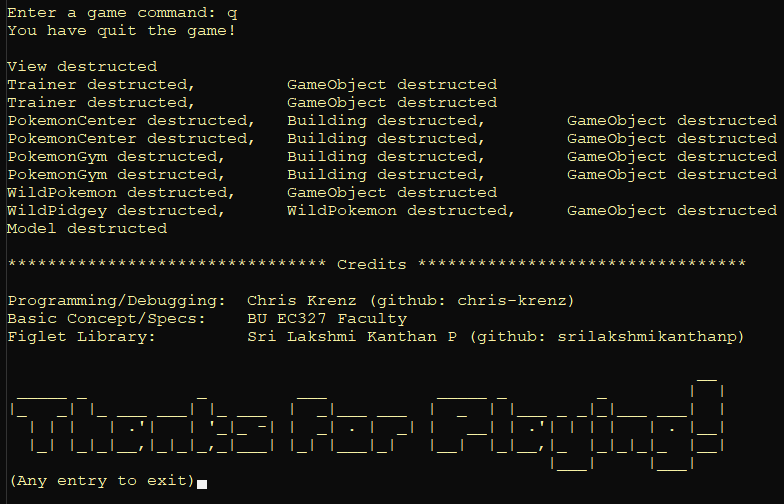 Enter a game command: q
You have quit the game!
View destructed
Trainer destructed, GameObject destructed
Trainer destructed, GameObject destructed
PokemonCenter destructed, Building destructed, GameObject destructed
PokemonCenter destructed, Building destructed, GameObject destructed
PokemonGym destructed, Building destructed, GameObject destructed
PokemonGym destructed, Building destructed, GameObject destructed
WildPokemon destructed, GameObject destructed
WildPidgey destructed, WildPokemon destructed, GameObject destructed
Model destructed
******************************** Credits *********************************
Programming/Debugging: Chris Krenz (github: chris-krenz)
Basic Concept/Specs: BU EC327 Faculty
Figlet Library: Sri Lakshmi Kanthan P (github: srilakshmikanthanp)
Thanks For Playing!
(Any entry to exit)